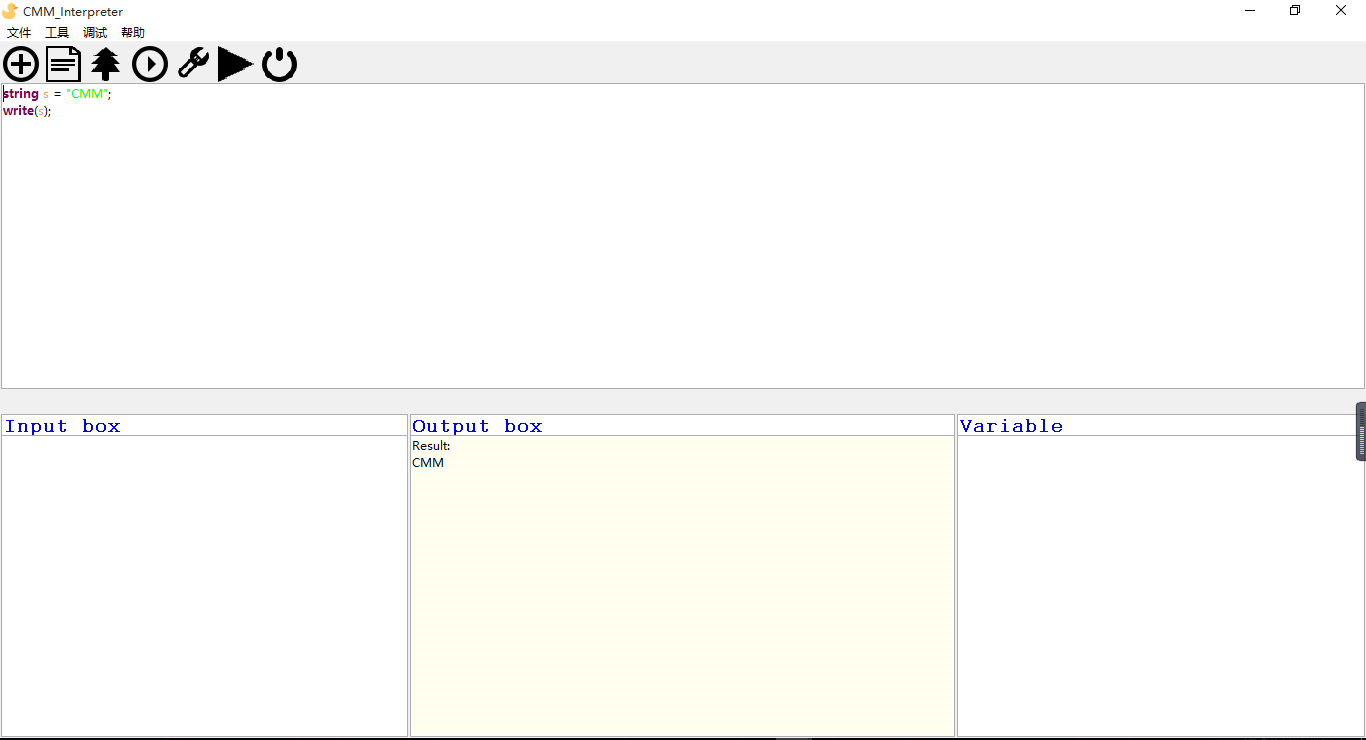 CMM_Interpreter
文件 工具 调试 帮助
string s = "CMM";
write(s);
Input box
Output box
Variable
Result:
CMM